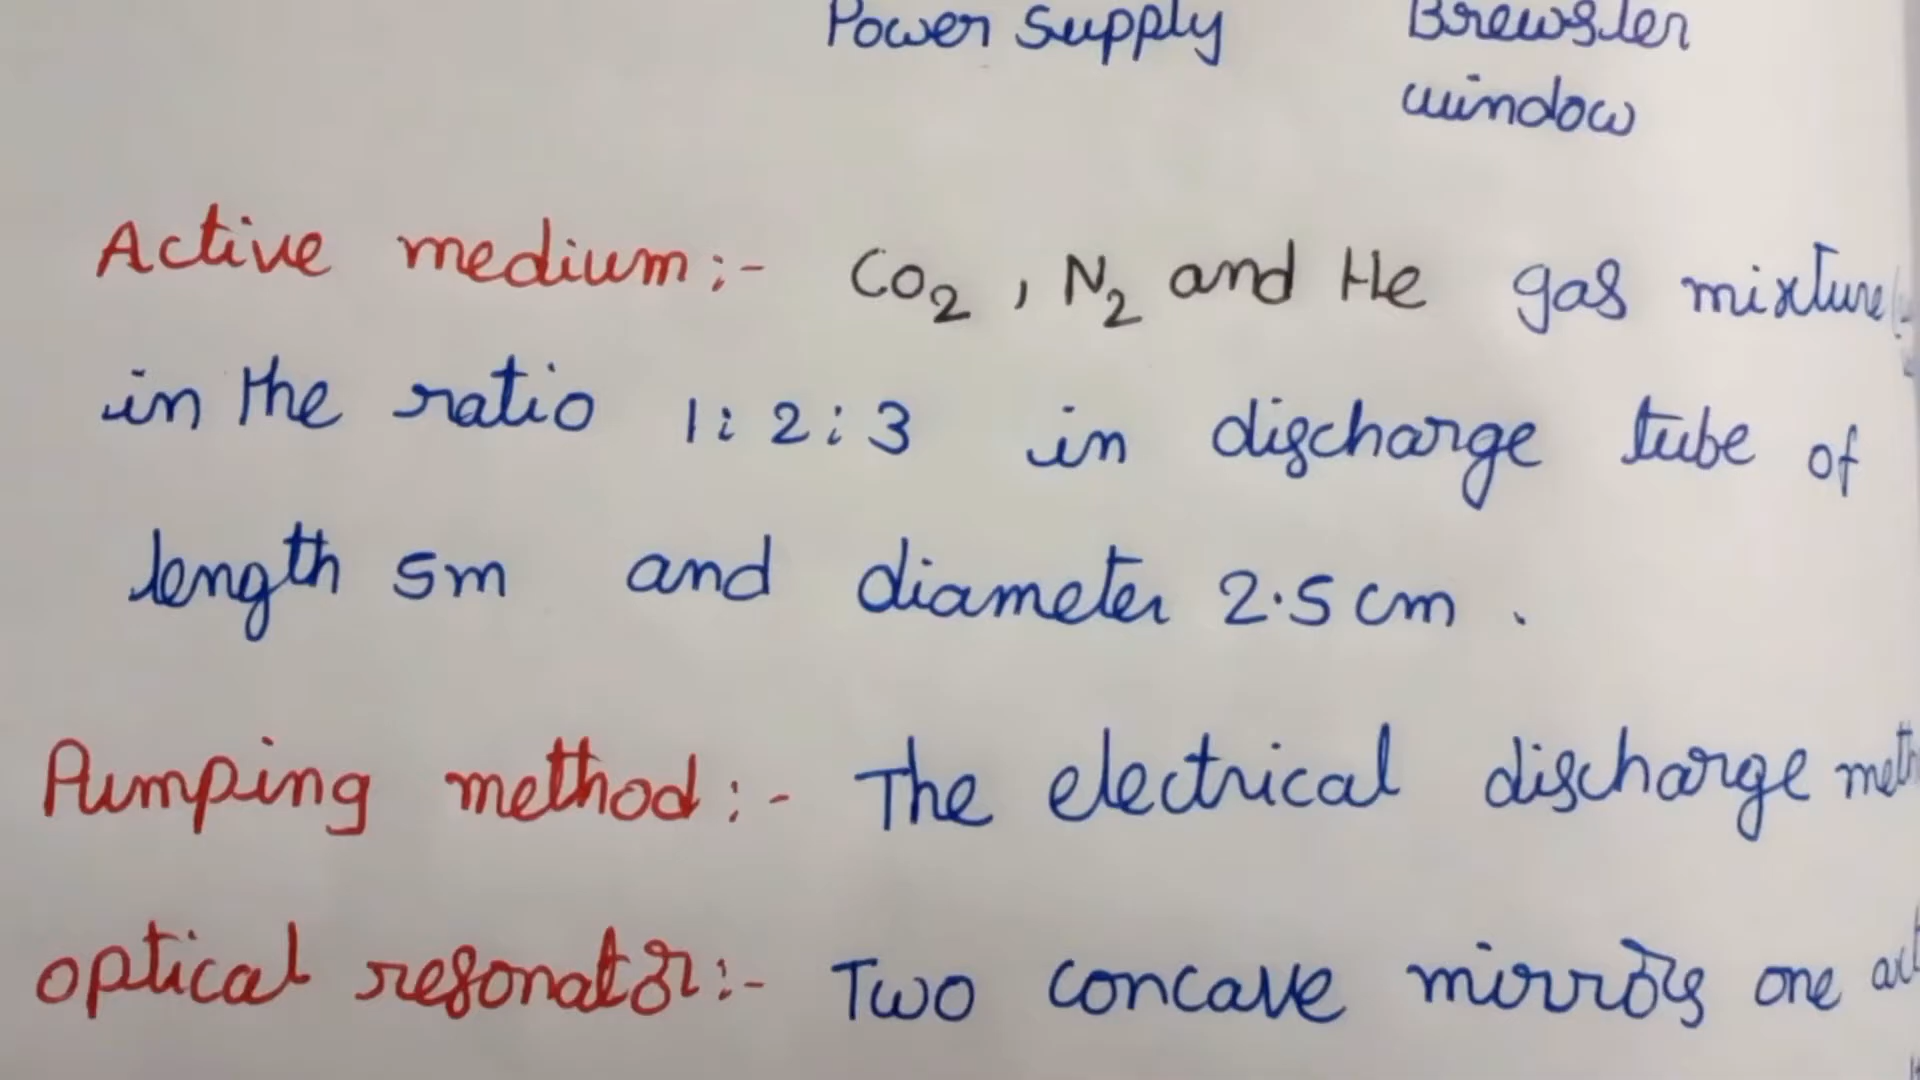 Power Supply Brewster
window
Active medium:- Co₂, N₂ and He gas mixture
in the ratio 1:2:3 in discharge tube of
length 5m and diameter 2.5cm.
Pumping method:- The electrical discharge
optical resonator:- Two concave mirrors one